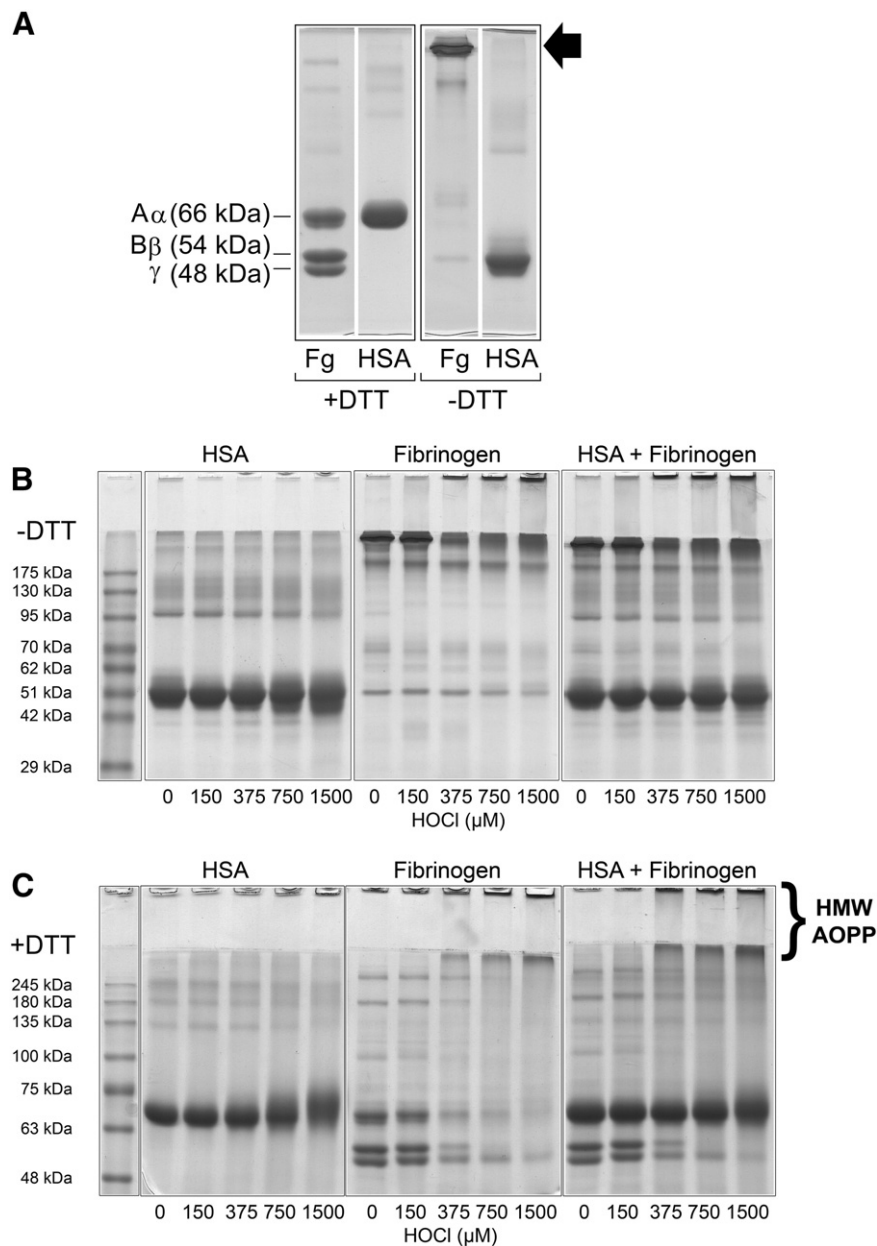 A
Aα (66 kDa)
Bβ (54 kDa)
γ (48 kDa)
Fg HSA Fg HSA
+DTT -DTT
B
HSA Fibrinogen HSA + Fibrinogen
-DTT
175 kDa
130 kDa
95 kDa
70 kDa
62 kDa
51 kDa
42 kDa
29 kDa
0 150 375 750 1500 0 150 375 750 1500 0 150 375 750 1500
HOCl (µM)
C
HSA Fibrinogen HSA + Fibrinogen
HMW
AOPP
+DTT
245 kDa
180 kDa
135 kDa
100 kDa
75 kDa
63 kDa
48 kDa
0 150 375 750 1500 0 150 375 750 1500 0 150 375 750 1500
HOCl (µM)